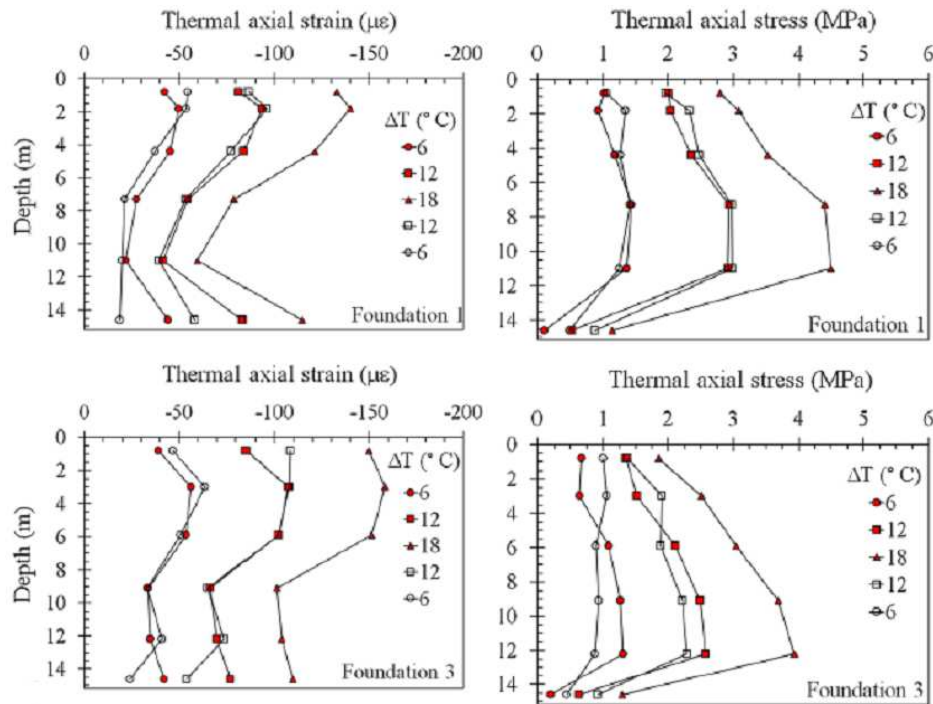 Thermal axial strain (με)
0 -50 -100 -150 -200
Depth (m)
0
2
4
6
8
10
12
14
ΔT (° C)
6
12
18
12
6
Foundation 1
Thermal axial stress (MPa)
0 1 2 3 4 5 6
0
2
4
6
8
10
12
14
ΔT (° C)
6
12
18
12
6
Foundation 1
Thermal axial strain (με)
0 -50 -100 -150 -200
Depth (m)
0
2
4
6
8
10
12
14
ΔT (° C)
6
12
18
12
6
Foundation 3
Thermal axial stress (MPa)
0 1 2 3 4 5 6
0
2
4
6
8
10
12
14
ΔT (° C)
6
12
18
12
6
Foundation 3